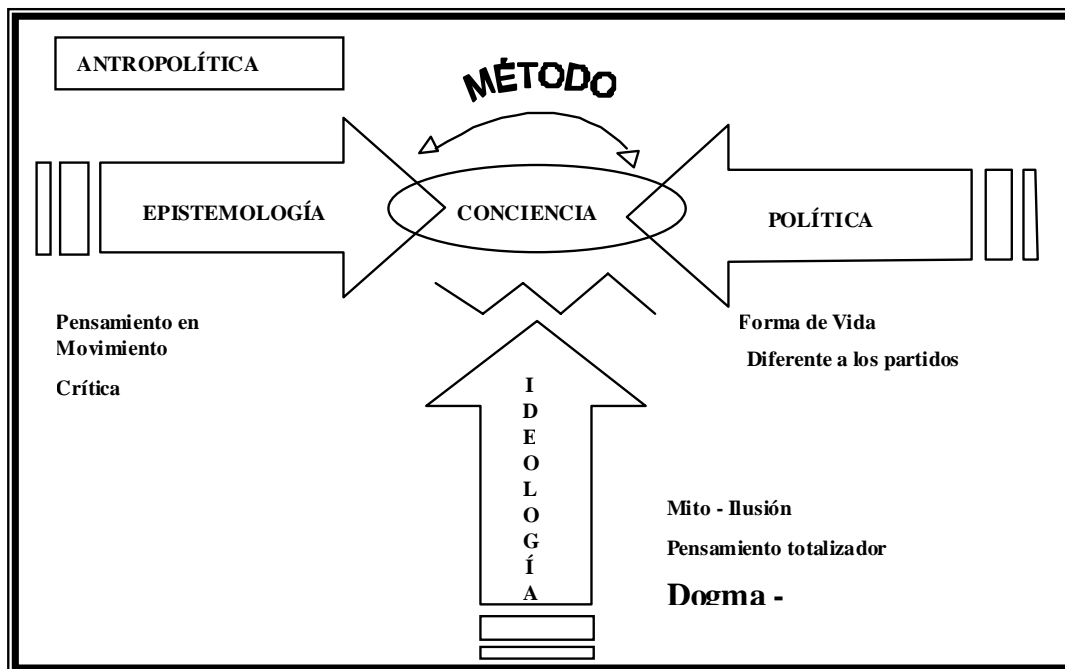 ANTROPOLÍTICA
MÉTODO
EPISTEMOLOGÍA
CONCIENCIA
POLÍTICA
Pensamiento en
Movimiento
Crítica
Forma de Vida
Diferente a los partidos
IDEOLOGÍA
Mito - Ilusión
Pensamiento totalizador
Dogma -